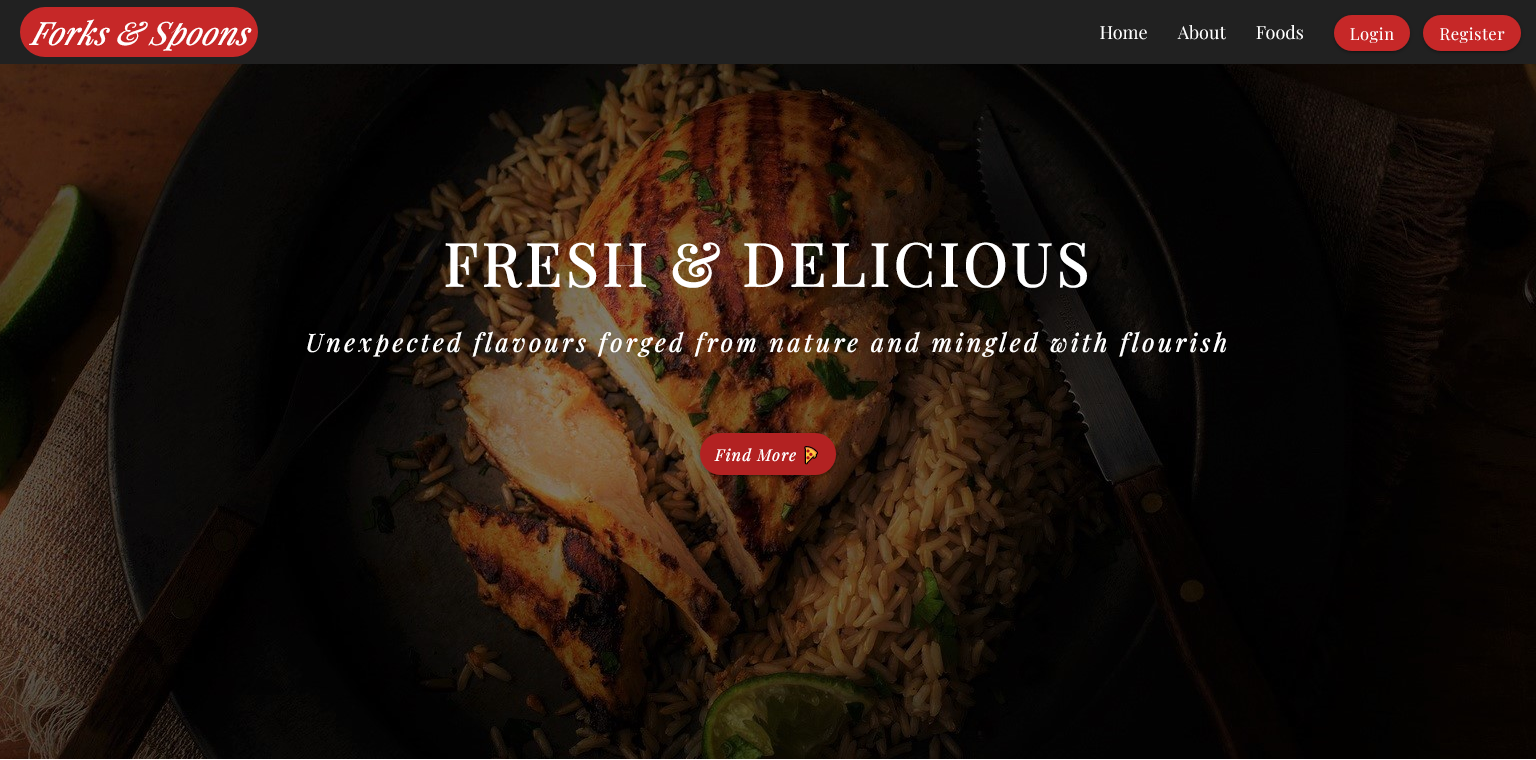 Forks & Spoons
Home About Foods Login Register
FRESH & DELICIOUS
Unexpected flavours forged from nature and mingled with flourish
Find More 🍕